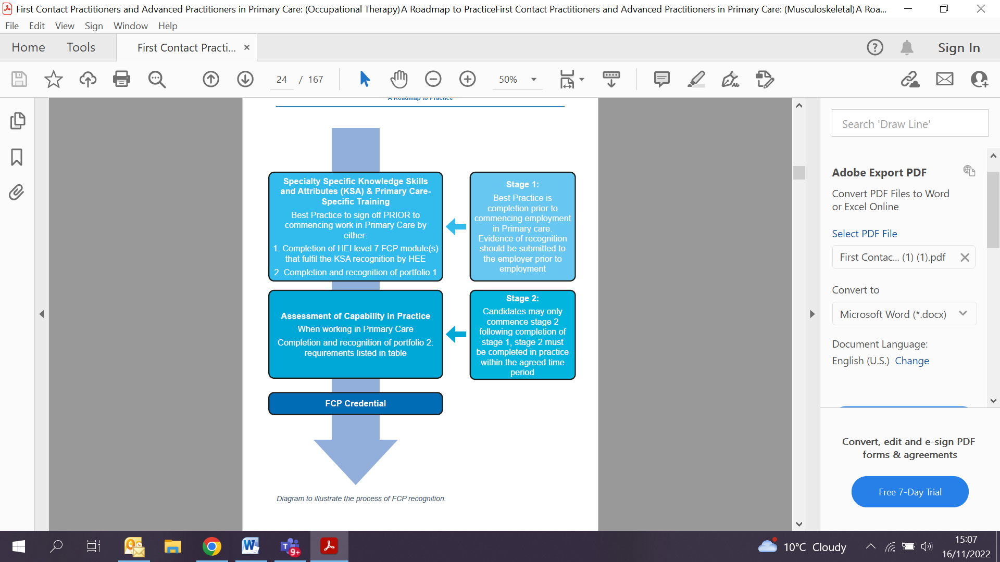 First Contact Practitioners and Advanced Practitioners in Primary Care: (Occupational Therapy)A Roadmap to PracticeFirst Contact Practitioners and Advanced Practitioners in Primary Care: (Musculoskeletal)A Roa...
File Edit View Sign Window Help
Home Tools First Contact Practi... × Sign In
24 / 167 50%
A Roadmap to Practice
Specialty Specific Knowledge Skills
and Attributes (KSA) & Primary Care-
Specific Training
Best Practice to sign off PRIOR to
commencing work in Primary Care by
either:
1. Completion of HEI level 7 FCP module(s)
that fulfil the KSA recognition by HEE
2. Completion and recognition of portfolio 1
Stage 1:
Best Practice is
completion prior to
commencing employment
in Primary care.
Evidence of recognition
should be submitted to
the employer prior to
employment
Assessment of Capability in Practice
When working in Primary Care
Completion and recognition of portfolio 2:
requirements listed in table
Stage 2:
Candidates may only
commence stage 2
following completion of
stage 1, stage 2 must
be completed in practice
within the agreed time
period
FCP Credential
Diagram to illustrate the process of FCP recognition.
Search 'Draw Line'
Adobe Export PDF
Convert PDF Files to Word
or Excel Online
Select PDF File
First Contac... (1) (1).pdf
Convert to
Microsoft Word (*.docx)
Document Language:
English (U.S.) Change
Convert, edit and e-sign PDF
forms & agreements
Free 7-Day Trial
9+
10°C Cloudy
15:07
16/11/2022